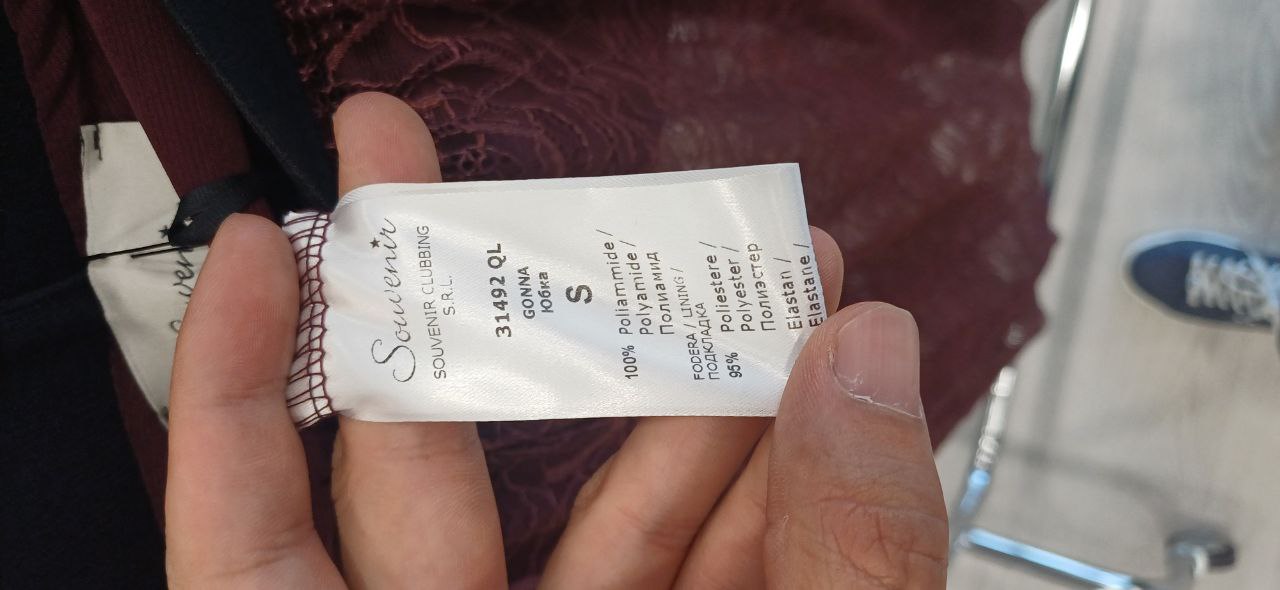 Souvenir
SOUVENIR CLUBBING
S.R.L.
31492 QL
GONNA
Юбка
S
100% Poliammide /
Polyamide /
Полиамид
FODERA / LINING /
ПОДКЛАДКА
95% Poliestere /
Polyester /
Полиэстер
Elastan /
Elastane /